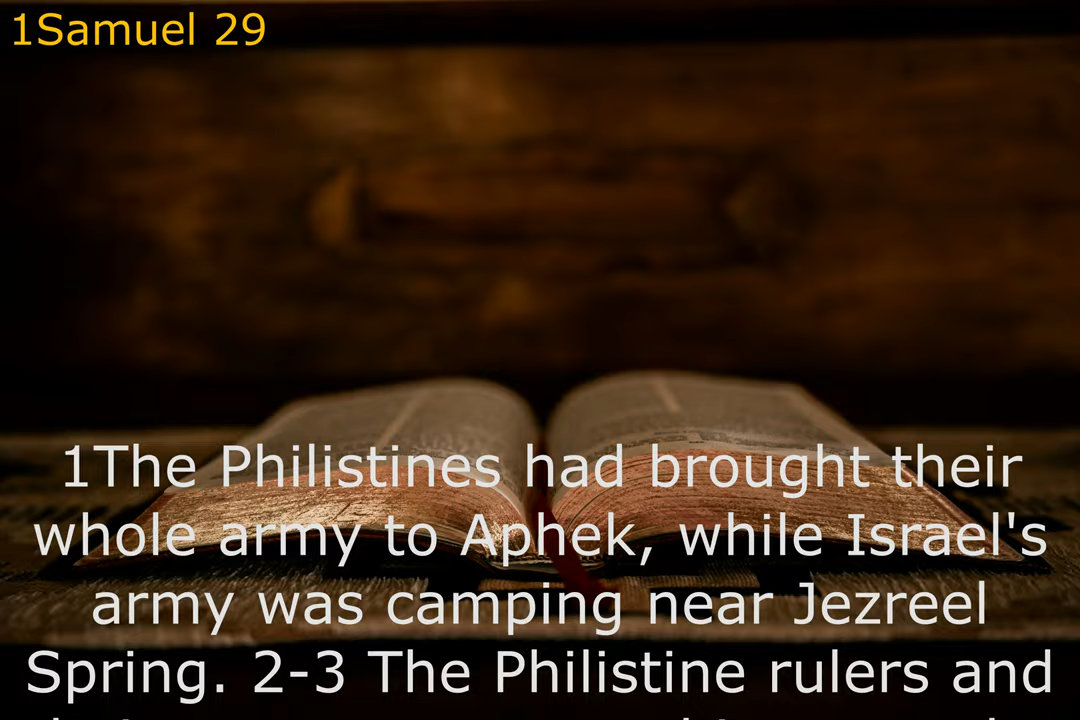 1Samuel 29
1The Philistines had brought their
whole army to Aphek, while Israel's
army was camping near Jezreel
Spring. 2-3 The Philistine rulers and